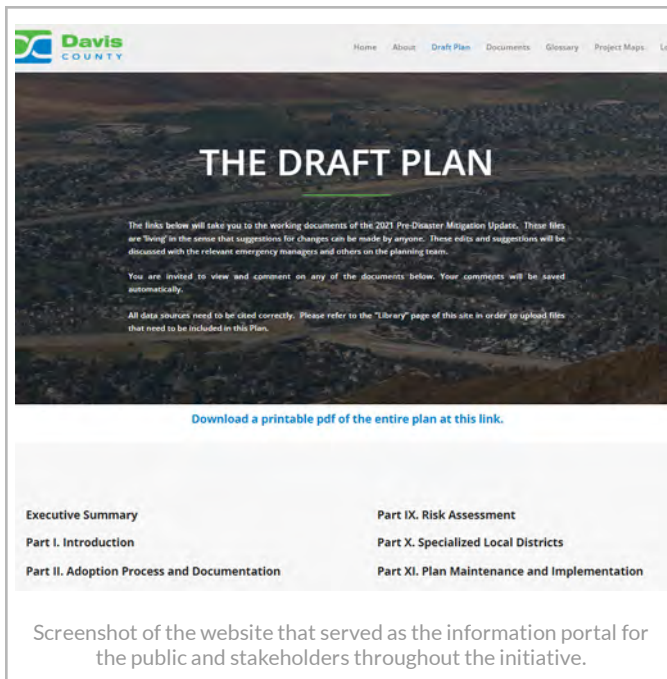 Davis
COUNTY
Home About Draft Plan Documents Glossary Project Maps
THE DRAFT PLAN
The links below will take you to the working documents of the 2021 Pre-Disaster Mitigation Update. These files
are 'living' in the sense that suggestions for changes can be made by anyone. These edits and suggestions will be
discussed with the relevant emergency managers and others on the planning team.
You are invited to view and comment on any of the documents below. Your comments will be saved
automatically.
All data sources need to be cited correctly. Please refer to the "Library" page of this site in order to upload files
that need to be included in this Plan.
Download a printable pdf of the entire plan at this link.
Executive Summary
Part I. Introduction
Part II. Adoption Process and Documentation
Part IX. Risk Assessment
Part X. Specialized Local Districts
Part XI. Plan Maintenance and Implementation
Screenshot of the website that served as the information portal for
the public and stakeholders throughout the initiative.